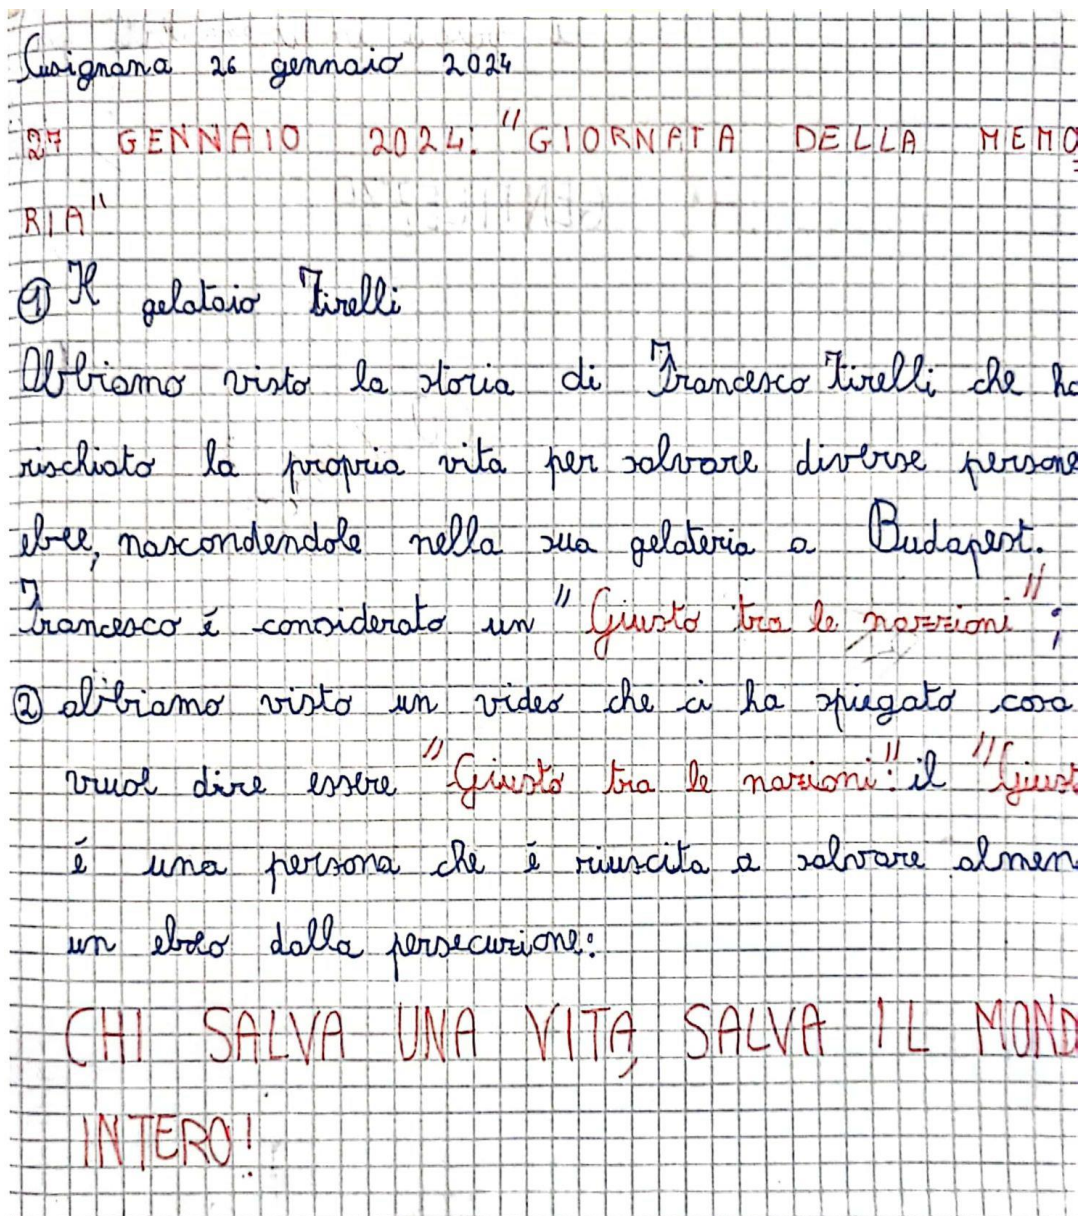 Cusignana 26 gennaio 2024
27 GENNAIO 2024: "GIORNATA DELLA MEMO
RIA"
① Il gelataio Tirelli
Abbiamo visto la storia di Francesco Tirelli che ha
rischiato la propria vita per salvare diverse persone
ebree, nascondendole nella sua gelateria a Budapest.
Francesco é considerato un "Giusto tra le nazzioni";
② abbiamo visto un video che ci ha spiegato cosa
vuol dire essere "Giusto tra le nazioni": il "Giust
é una persona che é riuscita a salvare almen
un ebreo dalla persecuzione:
CHI SALVA UNA VITA, SALVA IL MOND
INTERO!